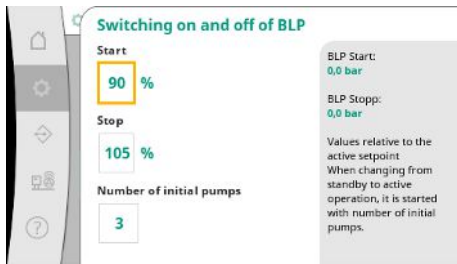 Switching on and off of BLP
Start
90 %
Stop
105 %
Number of initial pumps
3
BLP Start:
0,0 bar
BLP Stopp:
0,0 bar
Values relative to the
active setpoint
When changing from
standby to active
operation, it is started
with number of initial
pumps.
?